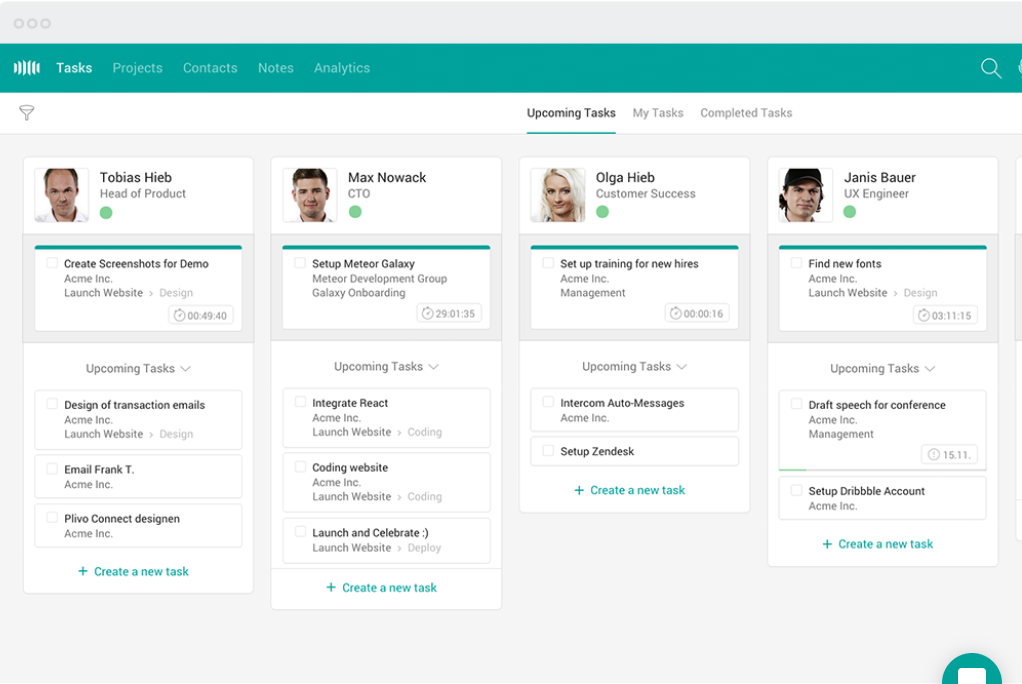 Tasks Projects Contacts Notes Analytics
Upcoming Tasks My Tasks Completed Tasks
Tobias Hieb
Head of Product
Create Screenshots for Demo
Acme Inc.
Launch Website › Design
00:49:40
Upcoming Tasks
Design of transaction emails
Acme Inc.
Launch Website › Design
Email Frank T.
Acme Inc.
Plivo Connect designen
Acme Inc.
+ Create a new task
Max Nowack
CTO
Setup Meteor Galaxy
Meteor Development Group
Galaxy Onboarding
29:01:35
Upcoming Tasks
Integrate React
Acme Inc.
Launch Website › Coding
Coding website
Acme Inc.
Launch Website › Coding
Launch and Celebrate :)
Launch Website › Deploy
+ Create a new task
Olga Hieb
Customer Success
Set up training for new hires
Acme Inc.
Management
00:00:16
Upcoming Tasks
Intercom Auto-Messages
Acme Inc.
Setup Zendesk
+ Create a new task
Janis Bauer
UX Engineer
Find new fonts
Acme Inc.
Launch Website › Design
03:11:15
Upcoming Tasks
Draft speech for conference
Acme Inc.
Management
15.11.
Setup Dribbble Account
Acme Inc.
+ Create a new task